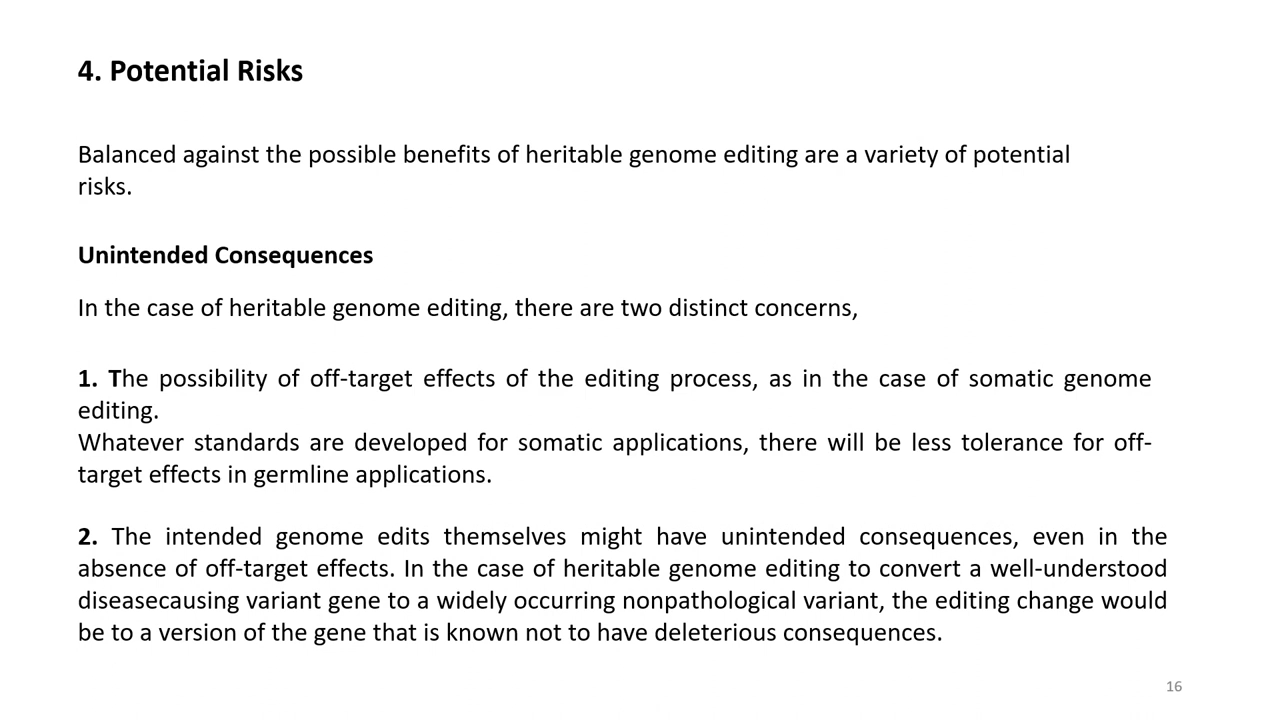 4. Potential Risks
Balanced against the possible benefits of heritable genome editing are a variety of potential
risks.
Unintended Consequences
In the case of heritable genome editing, there are two distinct concerns,
1. The possibility of off-target effects of the editing process, as in the case of somatic genome
editing.
Whatever standards are developed for somatic applications, there will be less tolerance for off-
target effects in germline applications.
2. The intended genome edits themselves might have unintended consequences, even in the
absence of off-target effects. In the case of heritable genome editing to convert a well-understood
diseasecausing variant gene to a widely occurring nonpathological variant, the editing change would
be to a version of the gene that is known not to have deleterious consequences.
16